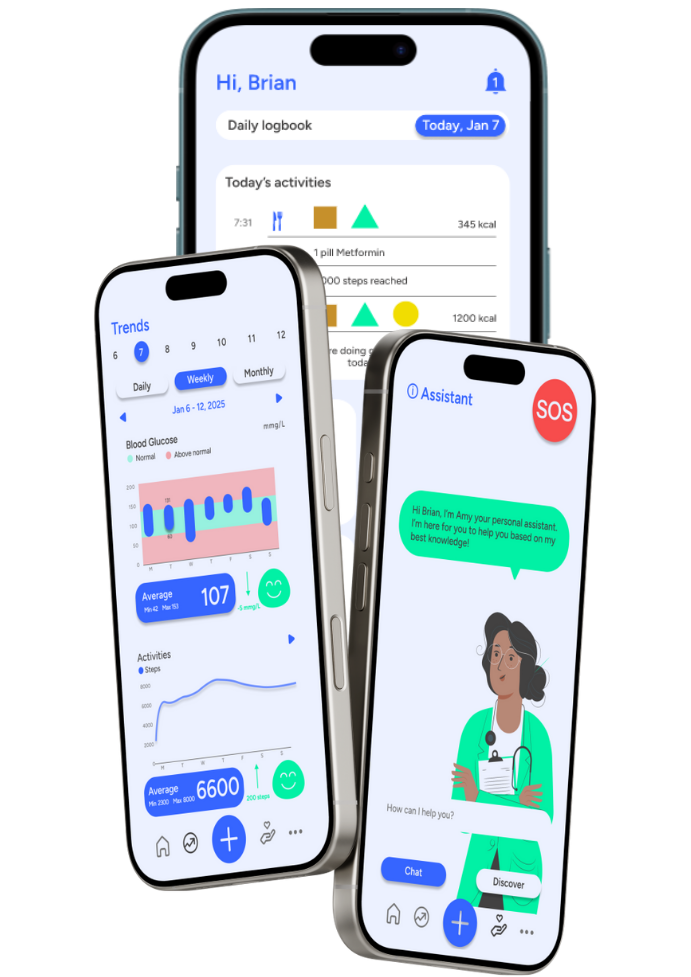 Hi, Brian
1
Daily logbook
Today, Jan 7
Today's activities
7:31
345 kcal
1 pill Metformin
000 steps reached
1200 kcal
re doing
toda
Trends
6 7 8 9 10 11 12
Daily
Weekly
Monthly
Jan 6 - 12, 2025
Blood Glucose
mmg/L
Normal
Above normal
200
150
100
50
0
M T W T F S S
Average
Min 42 Max 153
107
-5 mmg/L
Activities
Steps
8000
6000
4000
2000
0
M T W T F S S
Average
Min 2300 Max 8000
6600
200 steps
Assistant
SOS
Hi Brian, I'm Amy your personal assistant.
I'm here for you to help you based on my
best knowledge!
How can I help you?
Chat
Discover